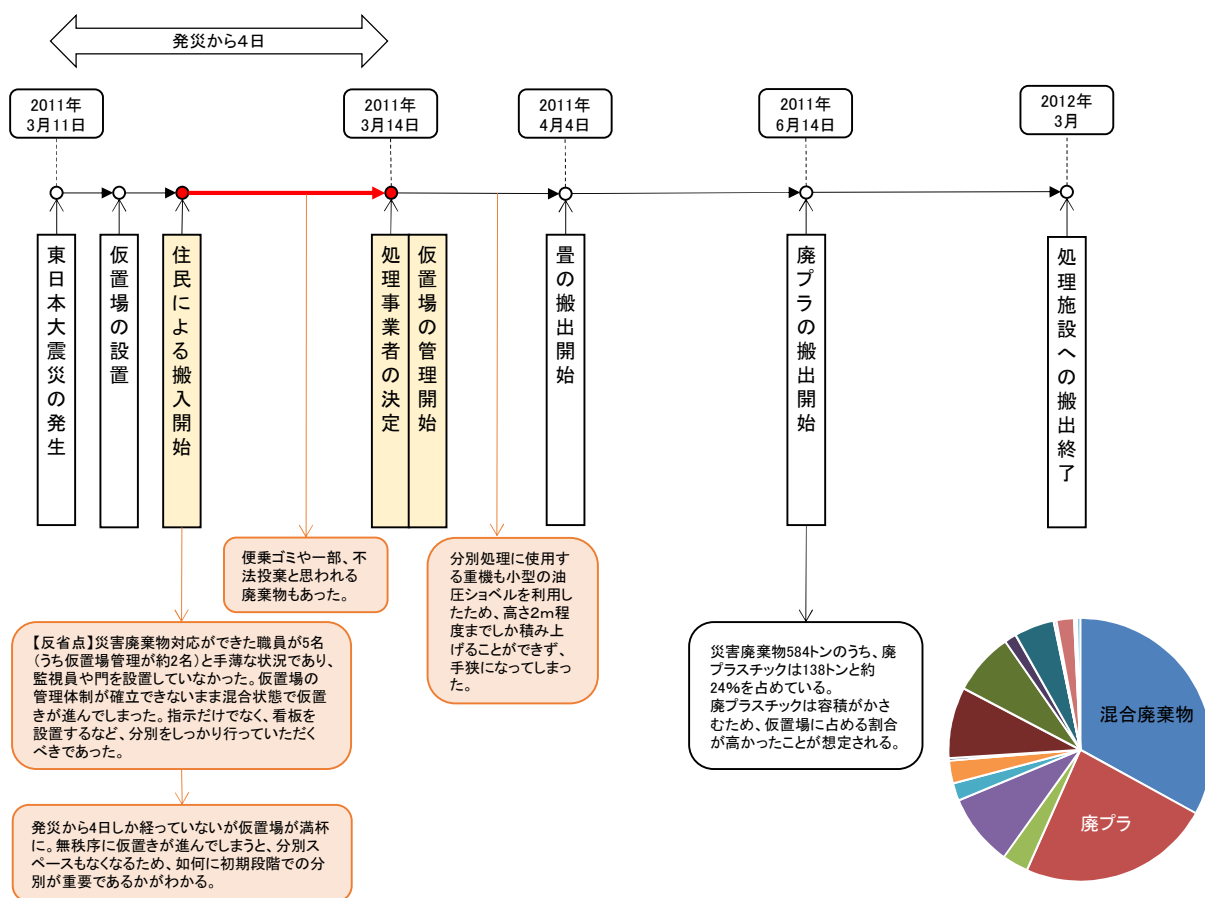 発災から4日
2011年
3月11日
2011年
3月14日
2011年
4月4日
2011年
6月14日
2012年
3月
東日本大震災の発生
仮置場の設置
住民による搬入開始
処理事業者の決定
仮置場の管理開始
畳の搬出開始
廃プラの搬出開始
処理施設への搬出終了
便乗ゴミや一部、不
法投棄と思われる
廃棄物もあった。
分別処理に使用す
る重機も小型の油
圧ショベルを利用し
たため、高さ2m程
度までしか積み上
げることができず、
手狭になってしまっ
た。
【反省点】災害廃棄物対応ができた職員が5名
(うち仮置場管理が約2名)と手薄な状況であり、
監視員や門を設置していなかった。仮置場の
管理体制が確立できないまま混合状態で仮置
きが進んでしまった。指示だけでなく、看板を
設置するなど、分別をしっかり行っていただく
べきであった。
発災から4日しか経っていないが仮置場が満杯
に。無秩序に仮置きが進んでしまうと、分別
スペースもなくなるため、如何に初期段階での分
別が重要であるかがわかる。
災害廃棄物584トンのうち、廃
プラスチックは138トンと約
24%を占めている。
廃プラスチックは容積がかさ
むため、仮置場に占める割合
が高かったことが想定される。
混合廃棄物
廃プラ